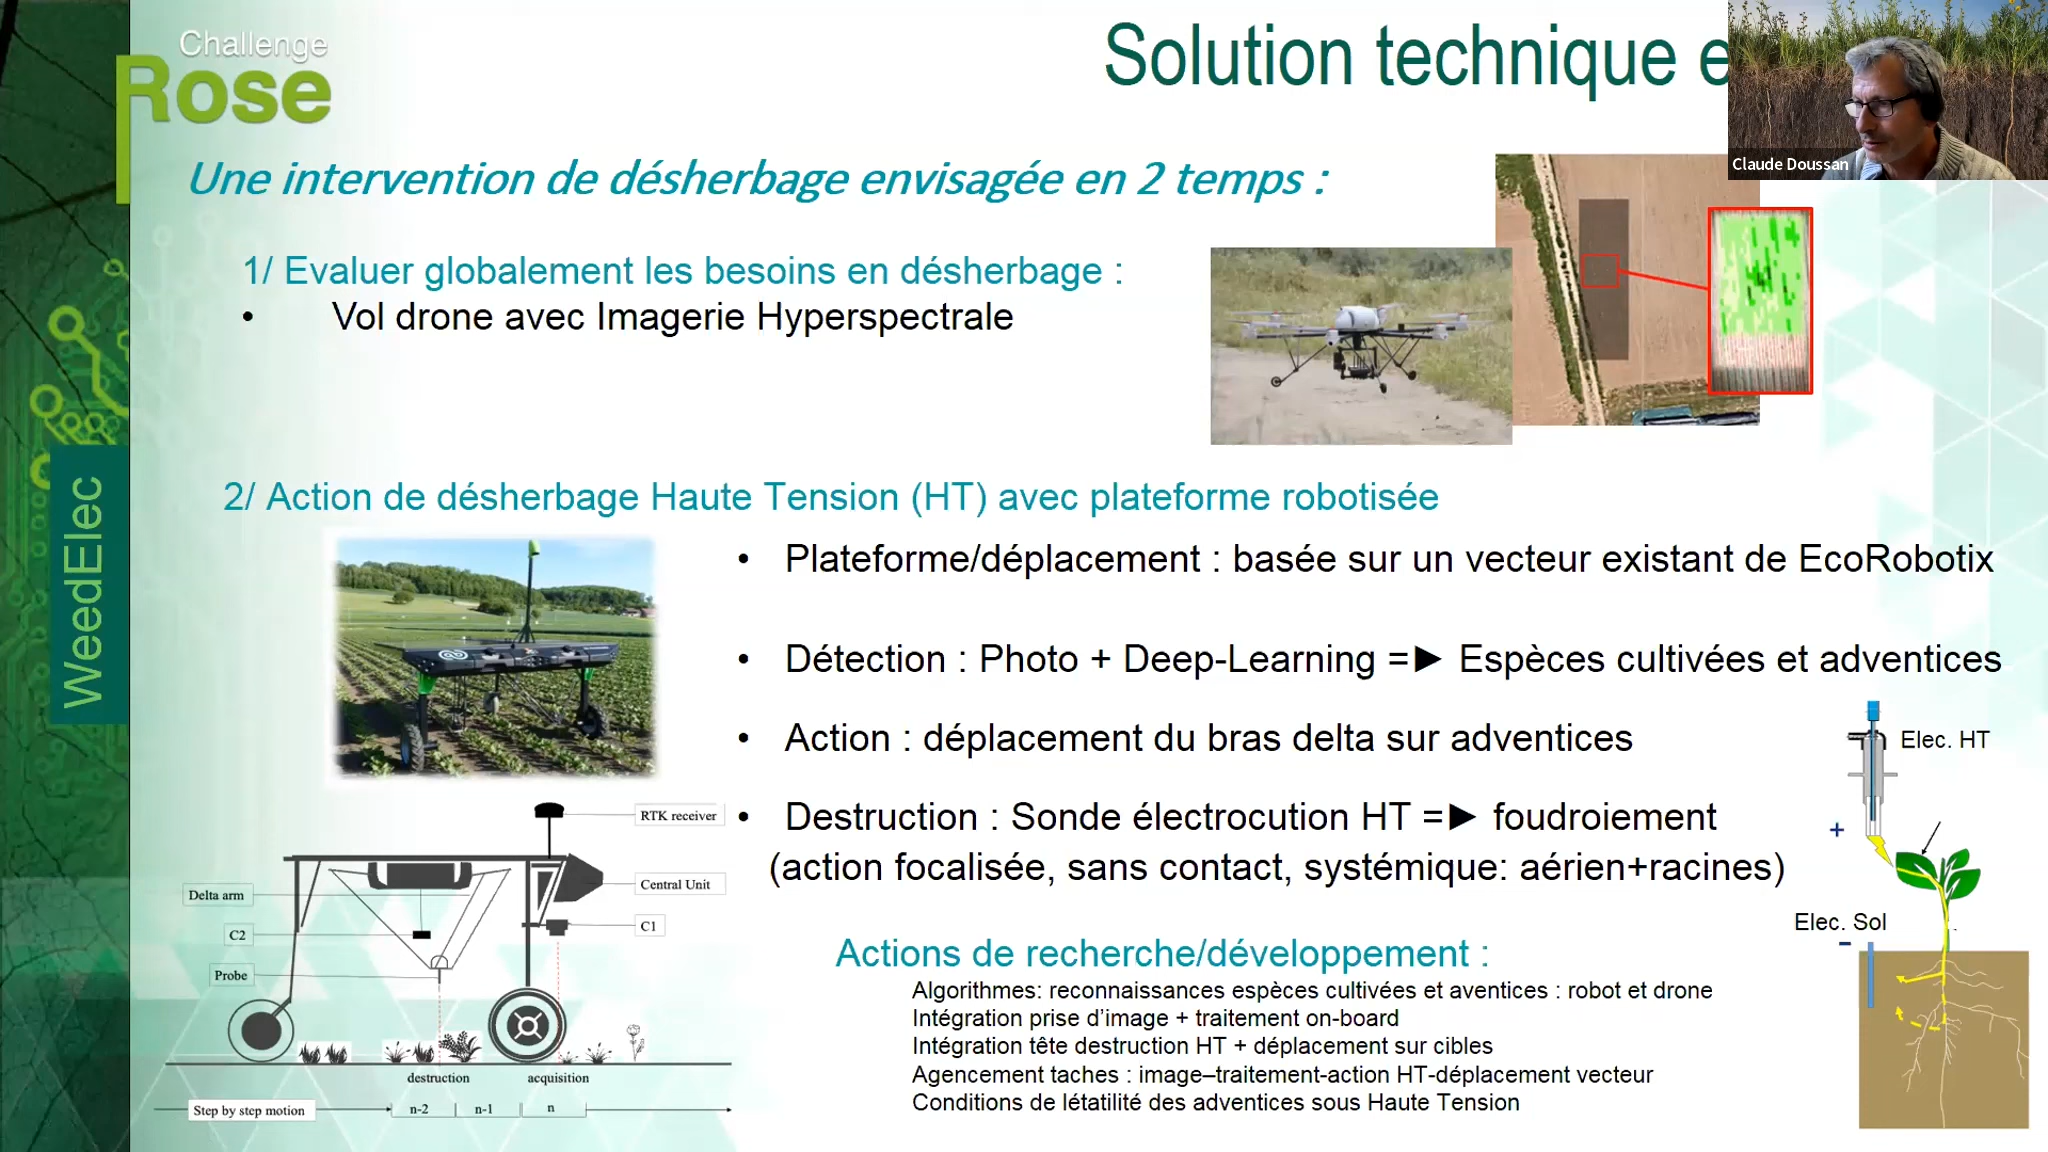 Challenge
Rose
Solution technique e
Claude Doussan
Une intervention de désherbage envisagée en 2 temps :
1/ Evaluer globalement les besoins en désherbage :
• Vol drone avec Imagerie Hyperspectrale
WeedElec
2/ Action de désherbage Haute Tension (HT) avec plateforme robotisée
• Plateforme/déplacement : basée sur un vecteur existant de EcoRobotix
• Détection : Photo + Deep-Learning =► Espèces cultivées et adventices
• Action : déplacement du bras delta sur adventices
• Destruction : Sonde électrocution HT =► foudroiement
(action focalisée, sans contact, systémique: aérien+racines)
Elec. HT
+
Elec. Sol
-
RTK receiver
Delta arm
Central Unit
C2
C1
Probe
destruction
acquisition
Step by step motion
n-2
n-1
n
Actions de recherche/développement :
Algorithmes: reconnaissances espèces cultivées et aventices : robot et drone
Intégration prise d’image + traitement on-board
Intégration tête destruction HT + déplacement sur cibles
Agencement taches : image–traitement-action HT-déplacement vecteur
Conditions de létatilité des adventices sous Haute Tension